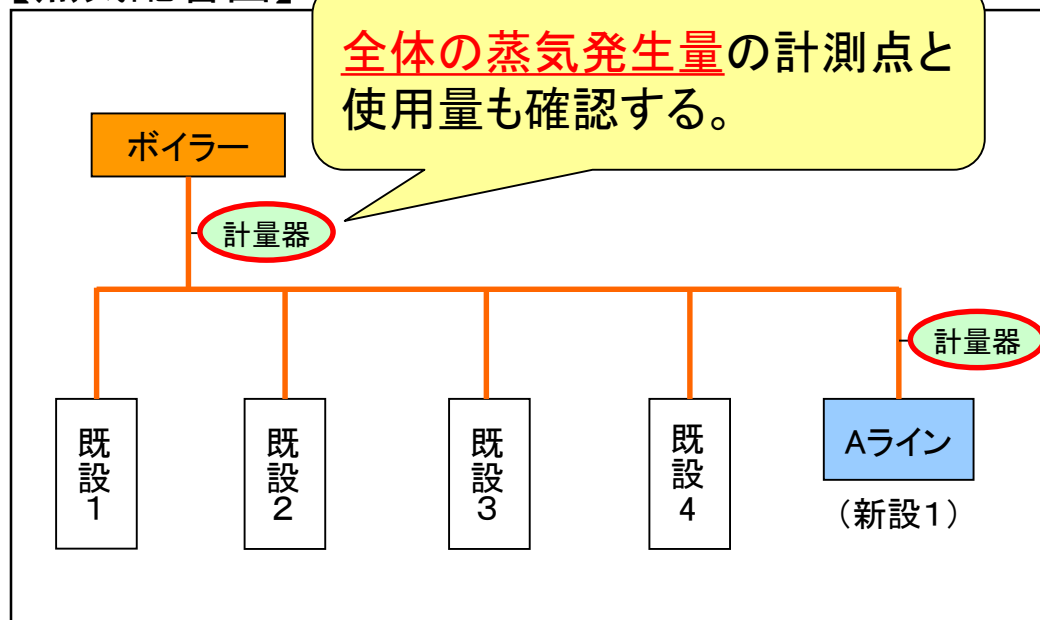 全体の蒸気発生量の計測点と
使用量も確認する。
ボイラー
計量器
計量器
既設1
既設2
既設3
既設4
Aライン
（新設1）